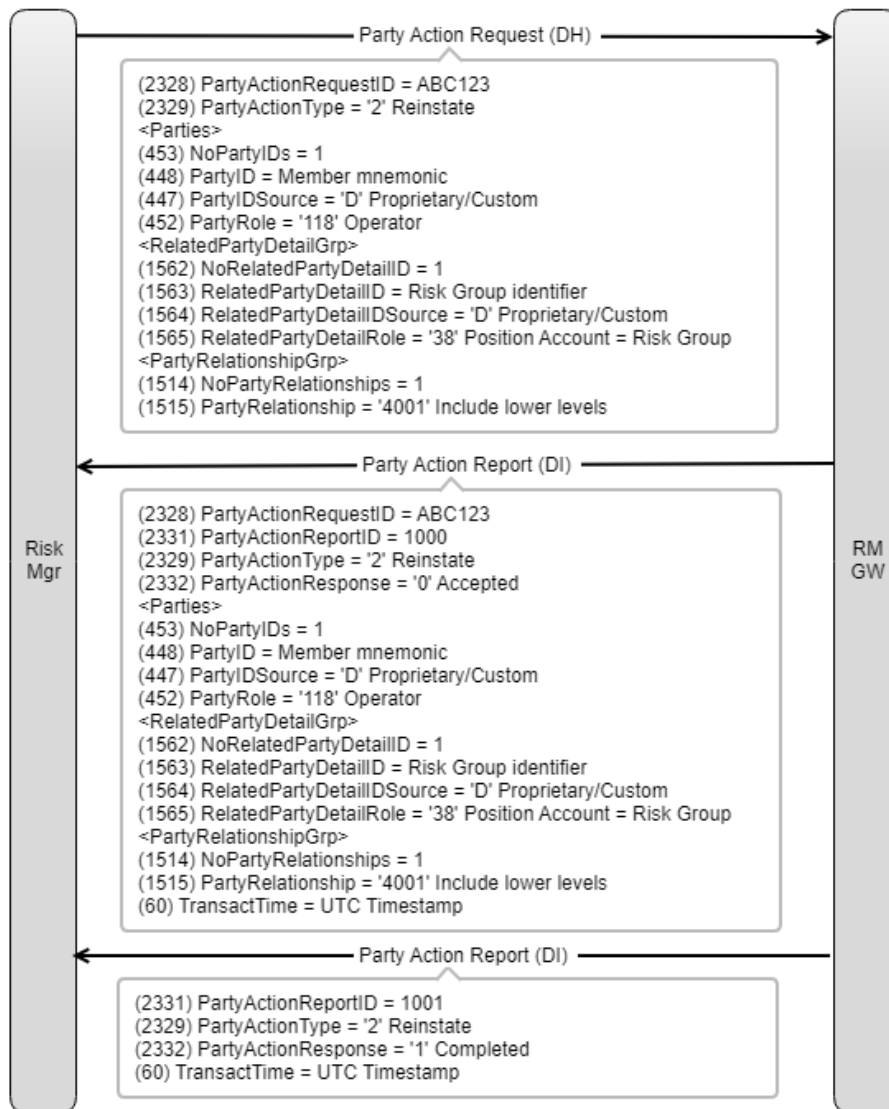 Party Action Request (DH)
(2328) PartyActionRequestID = ABC123
(2329) PartyActionType = '2' Reinstate
<Parties>
(453) NoPartyIDs = 1
(448) PartyID = Member mnemonic
(447) PartyIDSource = 'D' Proprietary/Custom
(452) PartyRole = '118' Operator
<RelatedPartyDetailGrp>
(1562) NoRelatedPartyDetailID = 1
(1563) RelatedPartyDetailID = Risk Group identifier
(1564) RelatedPartyDetailIDSource = 'D' Proprietary/Custom
(1565) RelatedPartyDetailRole = '38' Position Account = Risk Group
<PartyRelationshipGrp>
(1514) NoPartyRelationships = 1
(1515) PartyRelationship = '4001' Include lower levels
Party Action Report (DI)
(2328) PartyActionRequestID = ABC123
(2331) PartyActionReportID = 1000
(2329) PartyActionType = '2' Reinstate
(2332) PartyActionResponse = '0' Accepted
<Parties>
(453) NoPartyIDs = 1
(448) PartyID = Member mnemonic
(447) PartyIDSource = 'D' Proprietary/Custom
(452) PartyRole = '118' Operator
<RelatedPartyDetailGrp>
(1562) NoRelatedPartyDetailID = 1
(1563) RelatedPartyDetailID = Risk Group identifier
(1564) RelatedPartyDetailIDSource = 'D' Proprietary/Custom
(1565) RelatedPartyDetailRole = '38' Position Account = Risk Group
<PartyRelationshipGrp>
(1514) NoPartyRelationships = 1
(1515) PartyRelationship = '4001' Include lower levels
(60) TransactTime = UTC Timestamp
Risk
Mgr
RM
GW
Party Action Report (DI)
(2331) PartyActionReportID = 1001
(2329) PartyActionType = '2' Reinstate
(2332) PartyActionResponse = '1' Completed
(60) TransactTime = UTC Timestamp